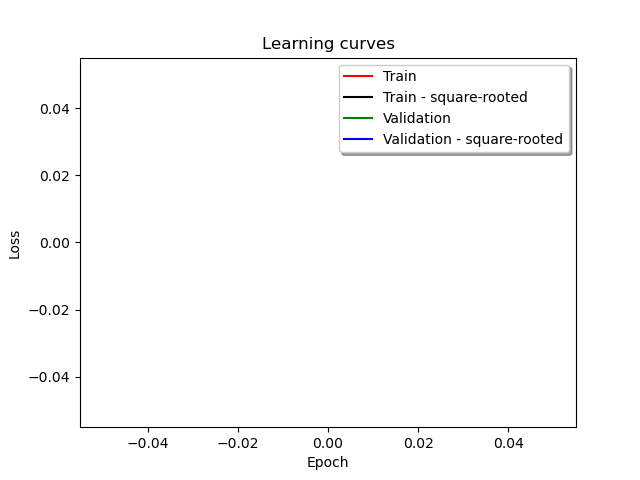 Learning curves
Train
Train - square-rooted
Validation
Validation - square-rooted
0.04
0.02
0.00
−0.02
−0.04
Loss
−0.04 −0.02 0.00 0.02 0.04
Epoch